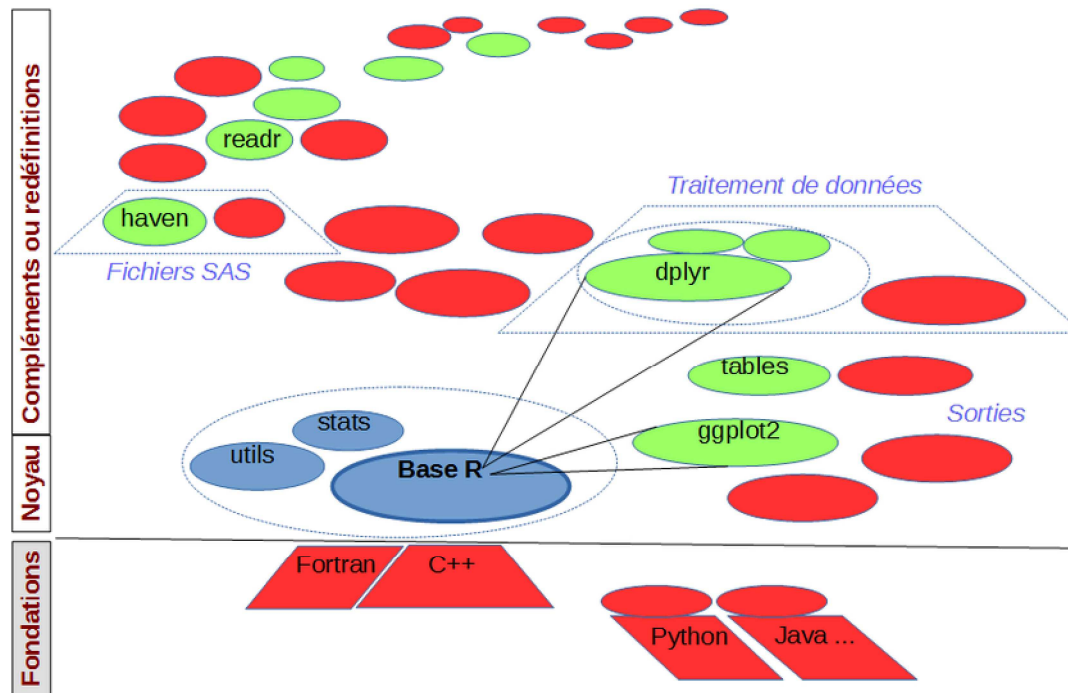 Compléments ou redéfinitions
Noyau
Fondations
readr
Traitement de données
haven
Fichiers SAS
dplyr
tables
Sorties
stats
ggplot2
utils
Base R
Fortran
C++
Python
Java ...